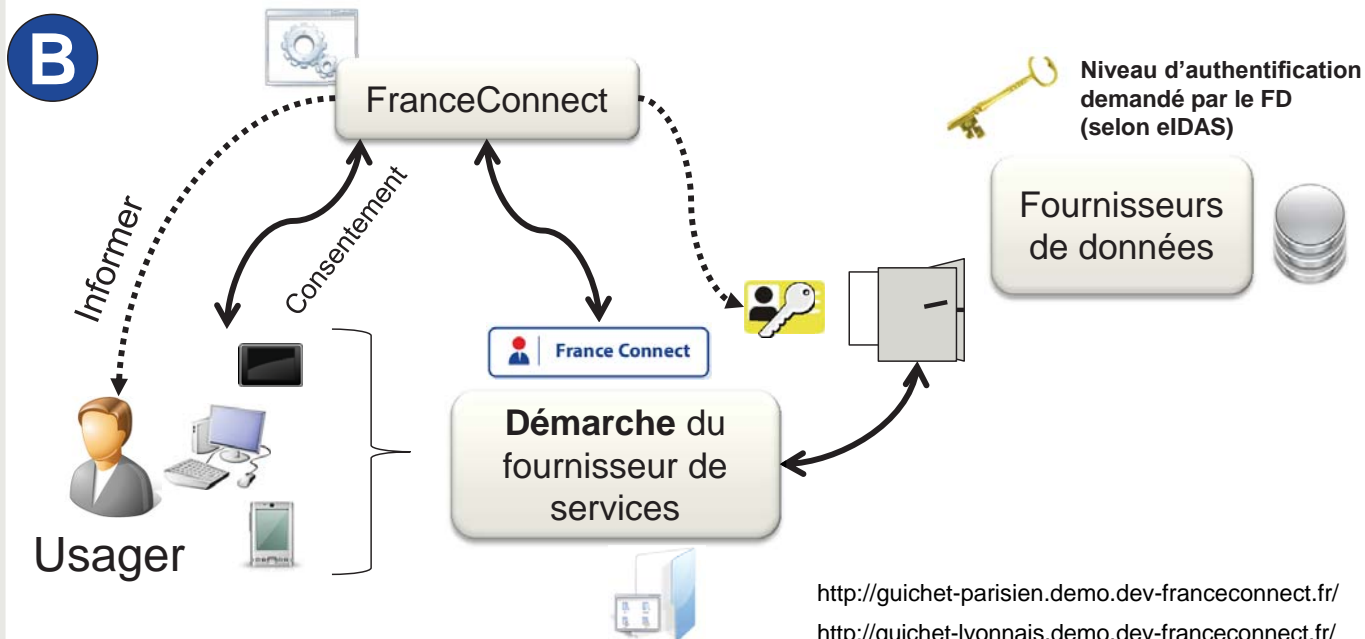 B
FranceConnect
Niveau d'authentification
demandé par le FD
(selon eIDAS)
Informer
Consentement
Fournisseurs
de données
France Connect
Démarche du
fournisseur de
services
Usager
http://guichet-parisien.demo.dev-franceconnect.fr/
http://guichet-lyonnais.demo.dev-franceconnect.fr/